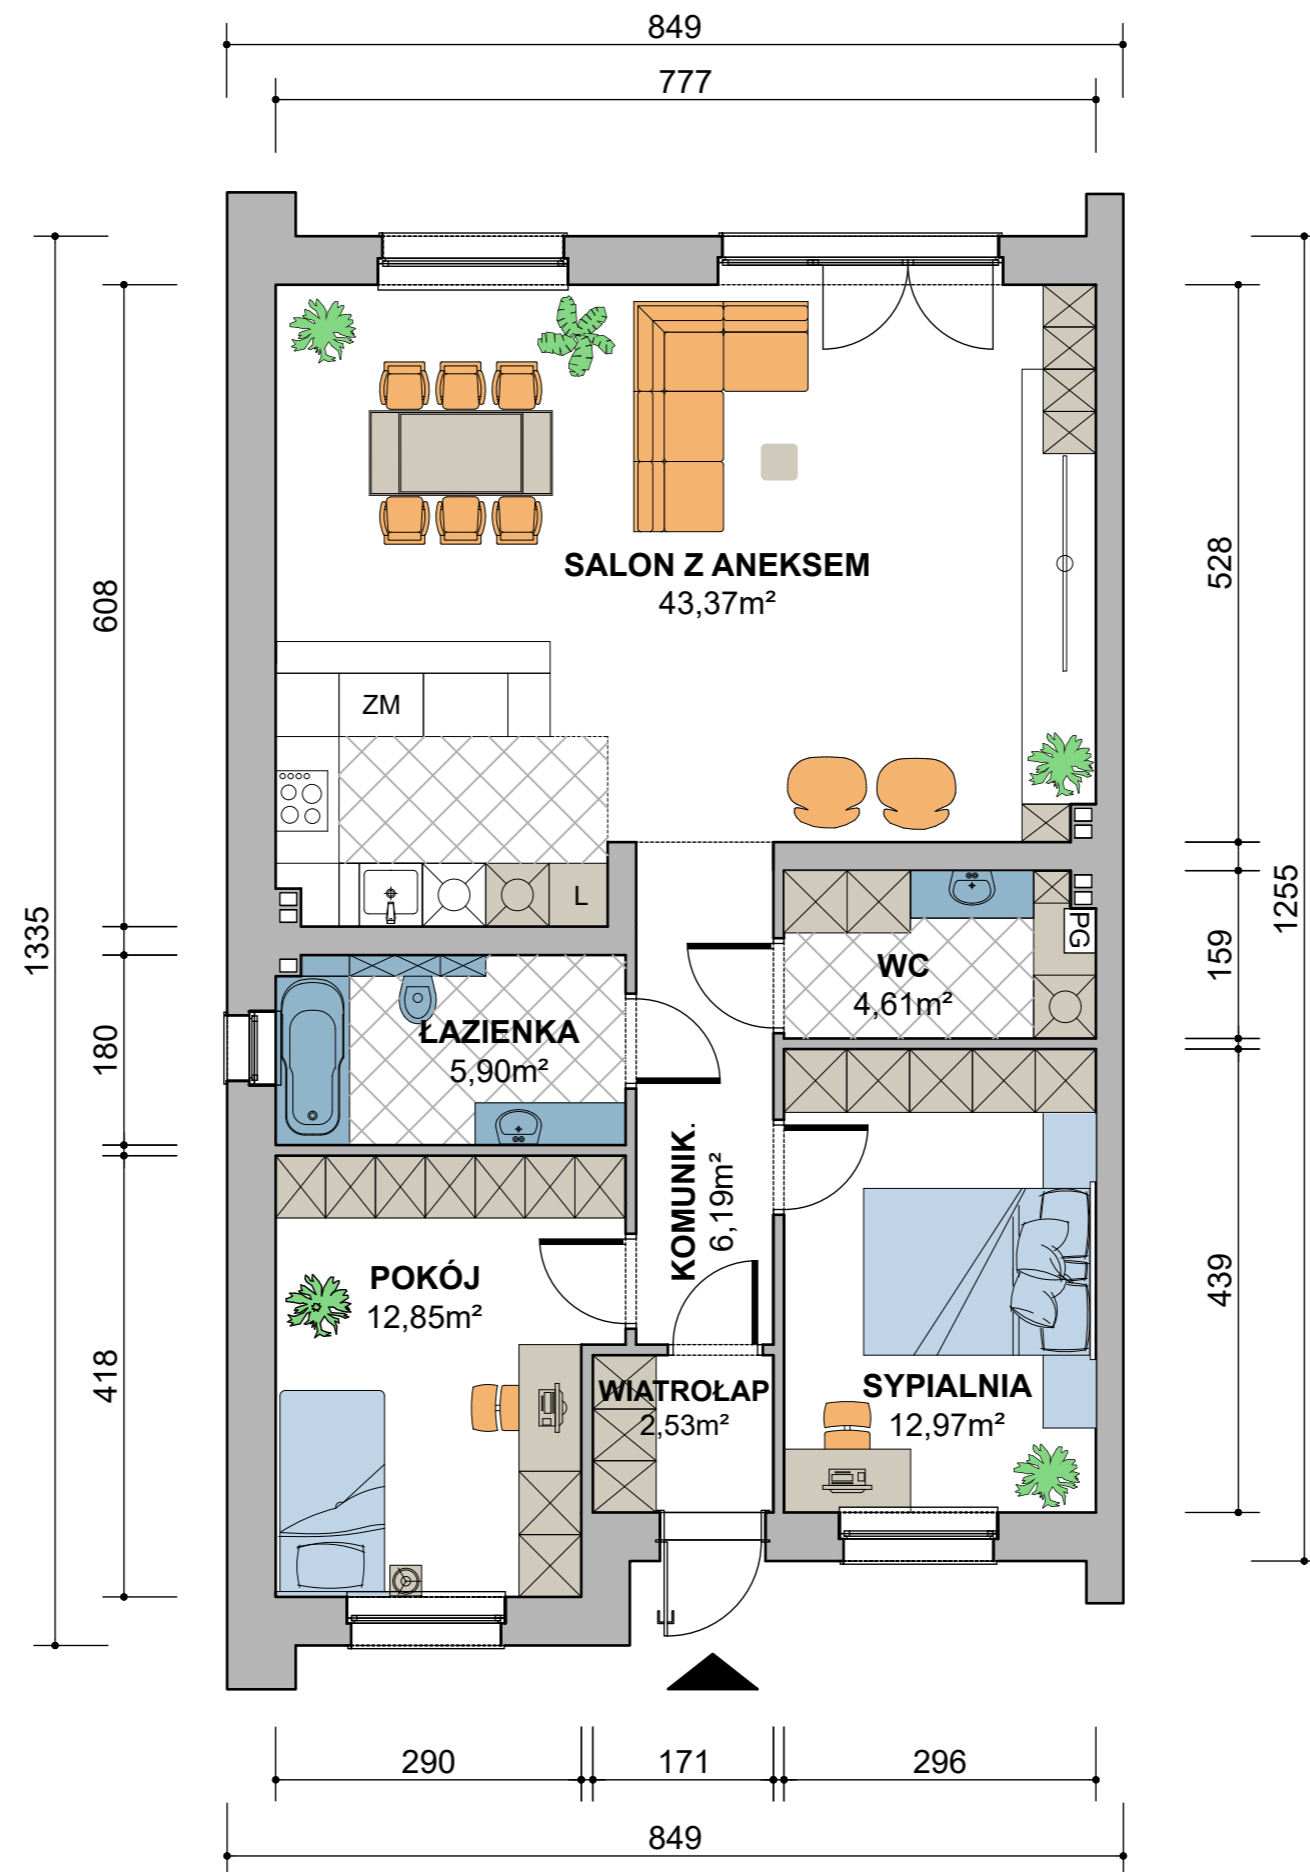 849
777
SALON Z ANEKSEM
43,37m²
528
608
ZM
L
1335
1255
PG
WC
4,61m²
159
ŁAZIENKA
5,90m²
180
KOMUNIK.
6,19m²
POKÓJ
12,85m²
439
418
WIATROŁAP
2,53m²
SYPIALNIA
12,97m²
290
171
296
849